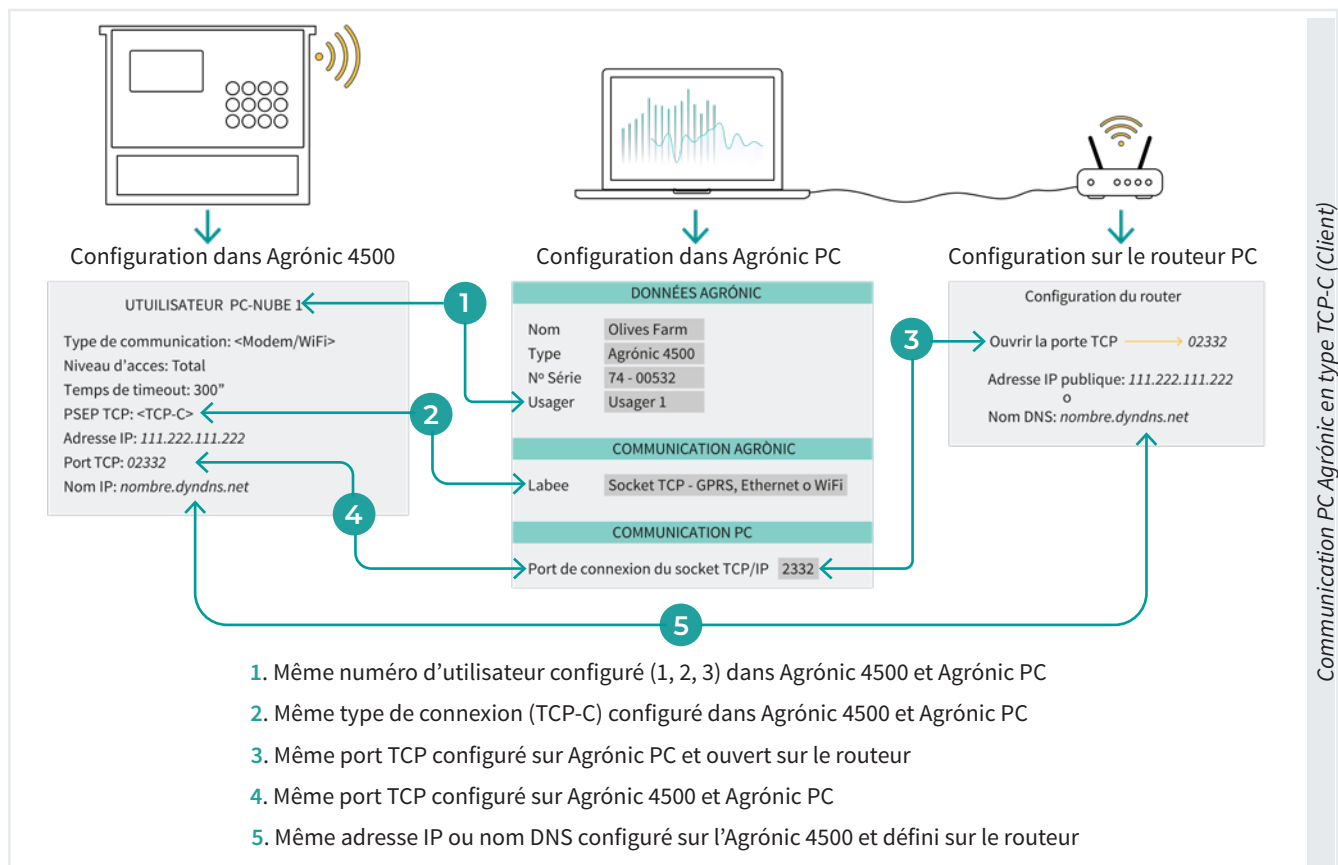 Configuration dans Agrónic 4500
UTUILISATEUR PC-NUBE 1
Type de communication: <Modem/WiFi>
Niveau d'acces: Total
Temps de timeout: 300"
PSEP TCP: <TCP-C>
Adresse IP: 111.222.111.222
Port TCP: 02332
Nom IP: nombre.dyndns.net
1
2
4
Configuration dans Agrónic PC
DONNÉES AGRÓNIC
Nom Olives Farm
Type Agrónic 4500
Nº Série 74 - 00532
Usager Usager 1
COMMUNICATION AGRÒNIC
Labee Socket TCP - GPRS, Ethernet o WiFi
COMMUNICATION PC
Port de connexion du socket TCP/IP 2332
3
Configuration sur le routeur PC
Configuration du router
Ouvrir la porte TCP 02332
Adresse IP publique: 111.222.111.222
o
Nom DNS: nombre.dyndns.net
5
1. Même numéro d’utilisateur configuré (1, 2, 3) dans Agrónic 4500 et Agrónic PC
2. Même type de connexion (TCP-C) configuré dans Agrónic 4500 et Agrónic PC
3. Même port TCP configuré sur Agrónic PC et ouvert sur le routeur
4. Même port TCP configuré sur Agrónic 4500 et Agrónic PC
5. Même adresse IP ou nom DNS configuré sur l’Agrónic 4500 et défini sur le routeur
Communication PC Agrónic en type TCP-C (Client)